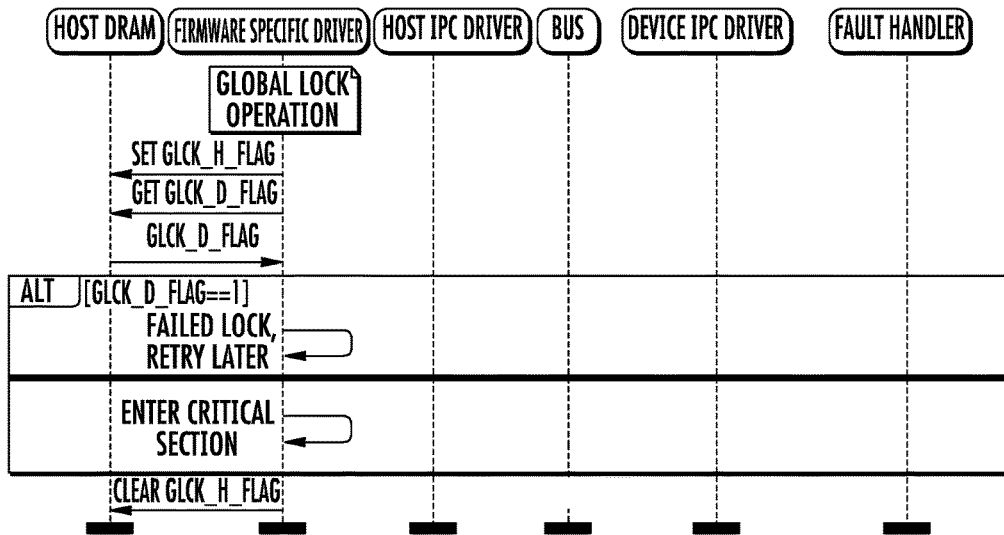 HOST DRAM FIRMWARE SPECIFIC DRIVER HOST IPC DRIVER BUS DEVICE IPC DRIVER FAULT HANDLER
GLOBAL LOCK
OPERATION
SET GLCK_H_FLAG
GET GLCK_D_FLAG
GLCK_D_FLAG
ALT [GLCK_D_FLAG==1]
FAILED LOCK,
RETRY LATER
ENTER CRITICAL
SECTION
CLEAR GLCK_H_FLAG